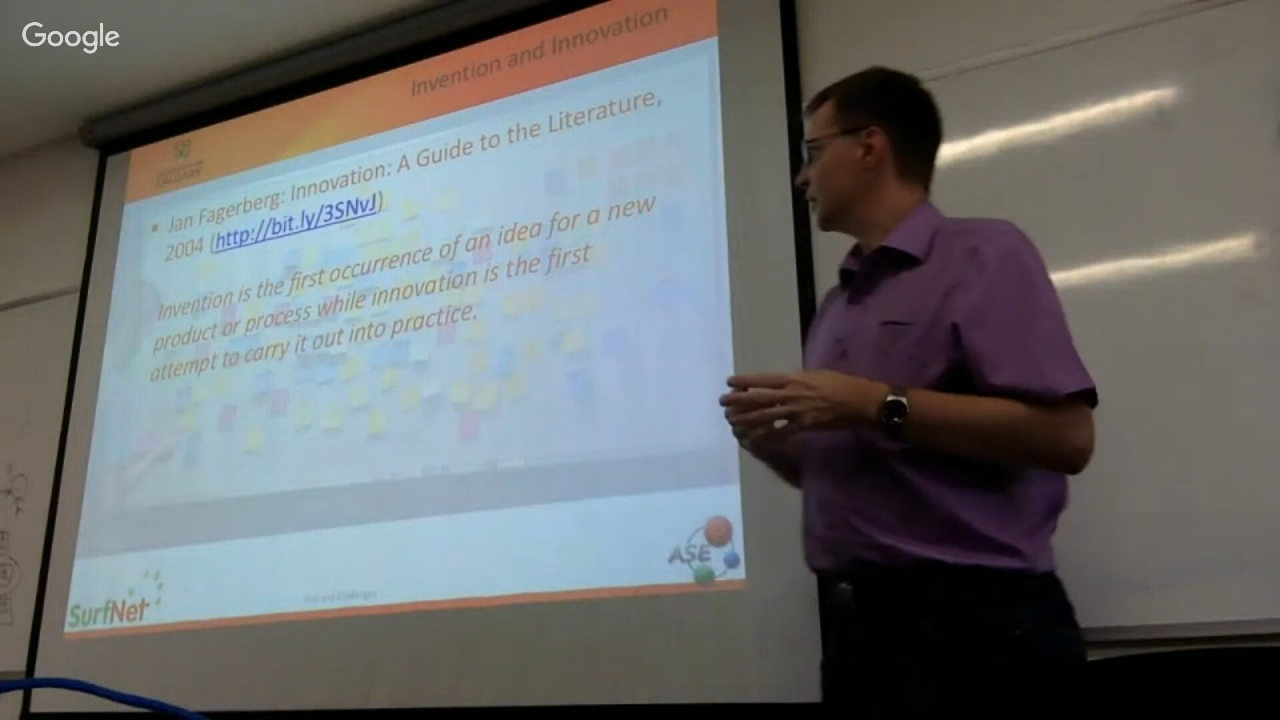 Google
Invention and Innovation
CALGARY
▪ Jan Fagerberg: Innovation: A Guide to the Literature,
2004 (http://bit.ly/3SNvJ)
Invention is the first occurrence of an idea for a new
product or process while innovation is the first
attempt to carry it out into practice.
ASE
SurfNet